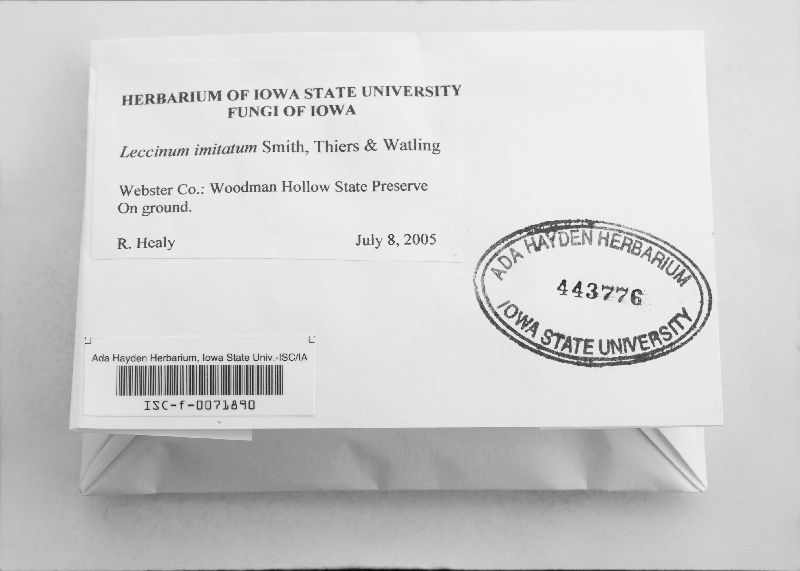 HERBARIUM OF IOWA STATE UNIVERSITY
FUNGI OF IOWA
Leccinum imitatum Smith, Thiers & Watling
Webster Co.: Woodman Hollow State Preserve
On ground.
R. Healy July 8, 2005
ADA HAYDEN HERBARIUM
443776
IOWA STATE UNIVERSITY
Ada Hayden Herbarium, Iowa State Univ.-ISC/IA
ISC-f-0071890